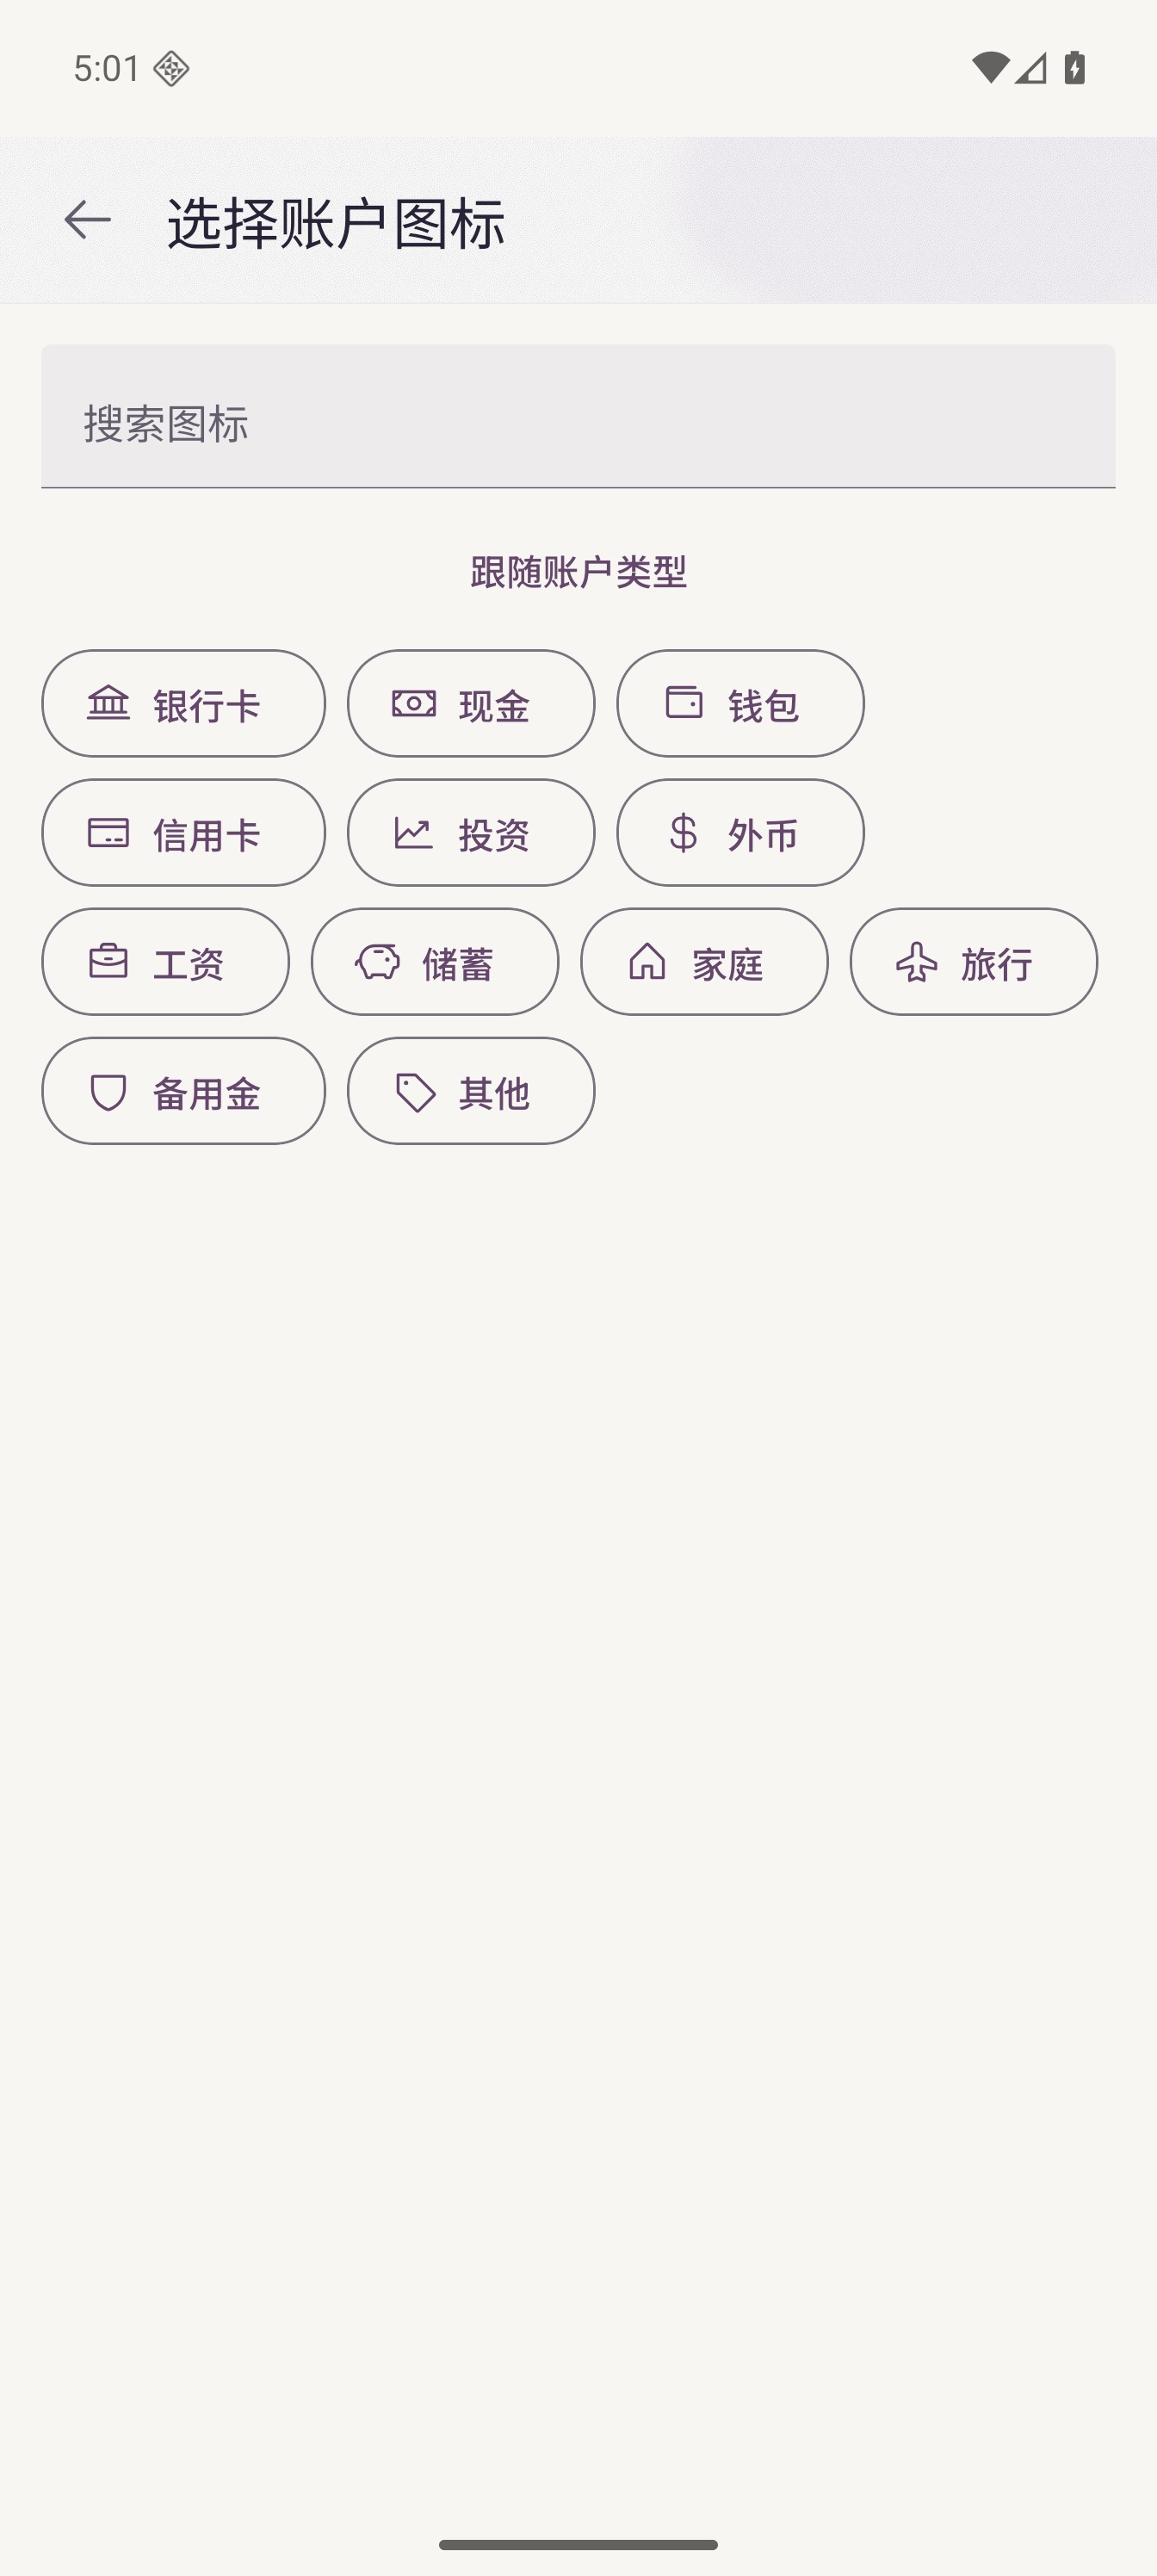 5:01
选择账户图标
搜索图标
跟随账户类型
银行卡 现金 钱包
信用卡 投资 外币
工资 储蓄 家庭 旅行
备用金 其他